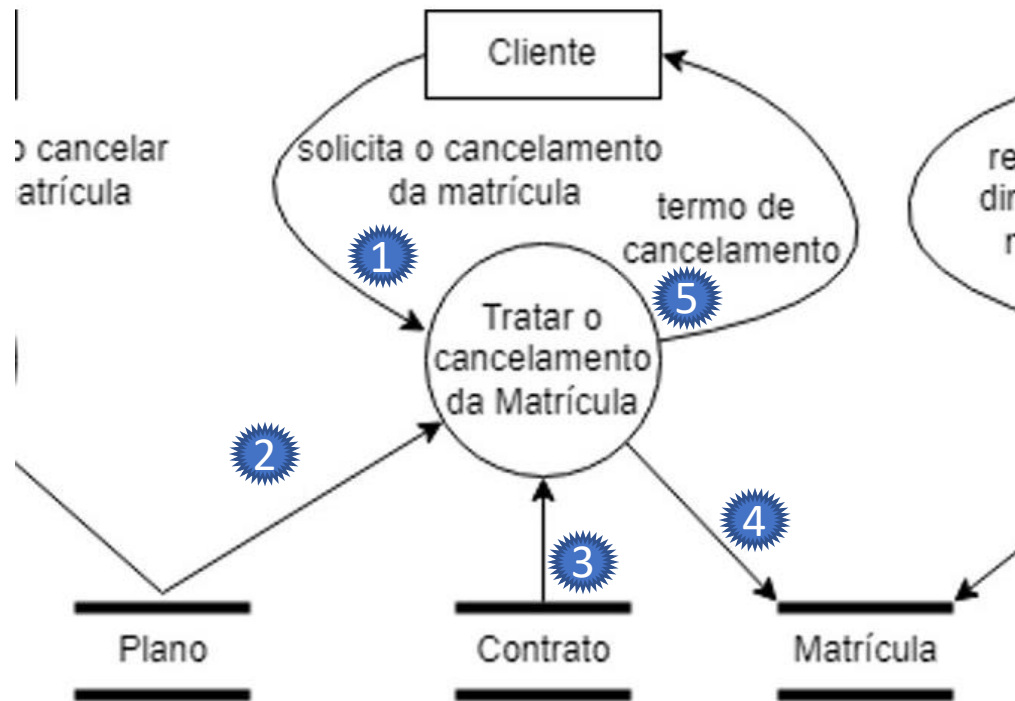 Cliente
cancelar
solicita o cancelamento
da matrícula
termo de
cancelamento
1
5
Tratar o
cancelamento
da Matrícula
2
3
4
Plano
Contrato
Matrícula